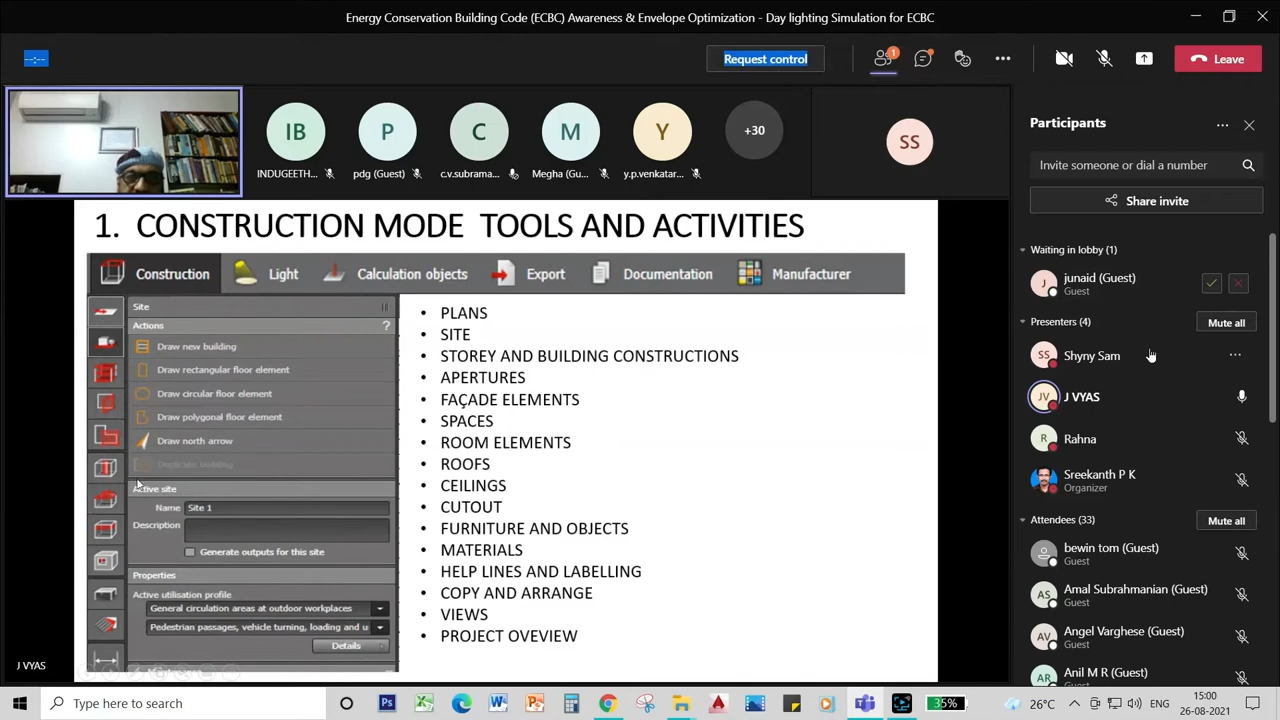 Energy Conservation Building Code (ECBC) Awareness & Envelope Optimization - Day lighting Simulation for ECBC
--:--
Request control
1
Leave
IB
P
C
M
Y
+30
SS
INDUGEETH...
pdg (Guest)
c.v.subrama...
Megha (Gu...
y.p.venkatar...
Participants
Invite someone or dial a number
Share invite
Waiting in lobby (1)
J
junaid (Guest)
Guest
Presenters (4)
Mute all
SS
Shyny Sam
JV
J VYAS
R
Rahna
Sreekanth P K
Organizer
Attendees (33)
Mute all
bewin tom (Guest)
Guest
AS
Amal Subrahmanian (Guest)
Guest
AV
Angel Varghese (Guest)
Guest
AM
Anil M R (Guest)
Guest
1. CONSTRUCTION MODE TOOLS AND ACTIVITIES
Construction
Light
Calculation objects
Export
Documentation
Manufacturer
Site
Actions
?
Draw new building
Draw rectangular floor element
Draw circular floor element
Draw polygonal floor element
Draw north arrow
Duplicate building
Active site
Name
Site 1
Description
Generate outputs for this site
Properties
Active utilisation profile
General circulation areas at outdoor workplaces
Pedestrian passages, vehicle turning, loading and u
Details
• PLANS
• SITE
• STOREY AND BUILDING CONSTRUCTIONS
• APERTURES
• FAÇADE ELEMENTS
• SPACES
• ROOM ELEMENTS
• ROOFS
• CEILINGS
• CUTOUT
• FURNITURE AND OBJECTS
• MATERIALS
• HELP LINES AND LABELLING
• COPY AND ARRANGE
• VIEWS
• PROJECT OVEVIEW
J VYAS
Type here to search
35%
26°C
ENG
15:00
26-08-2021